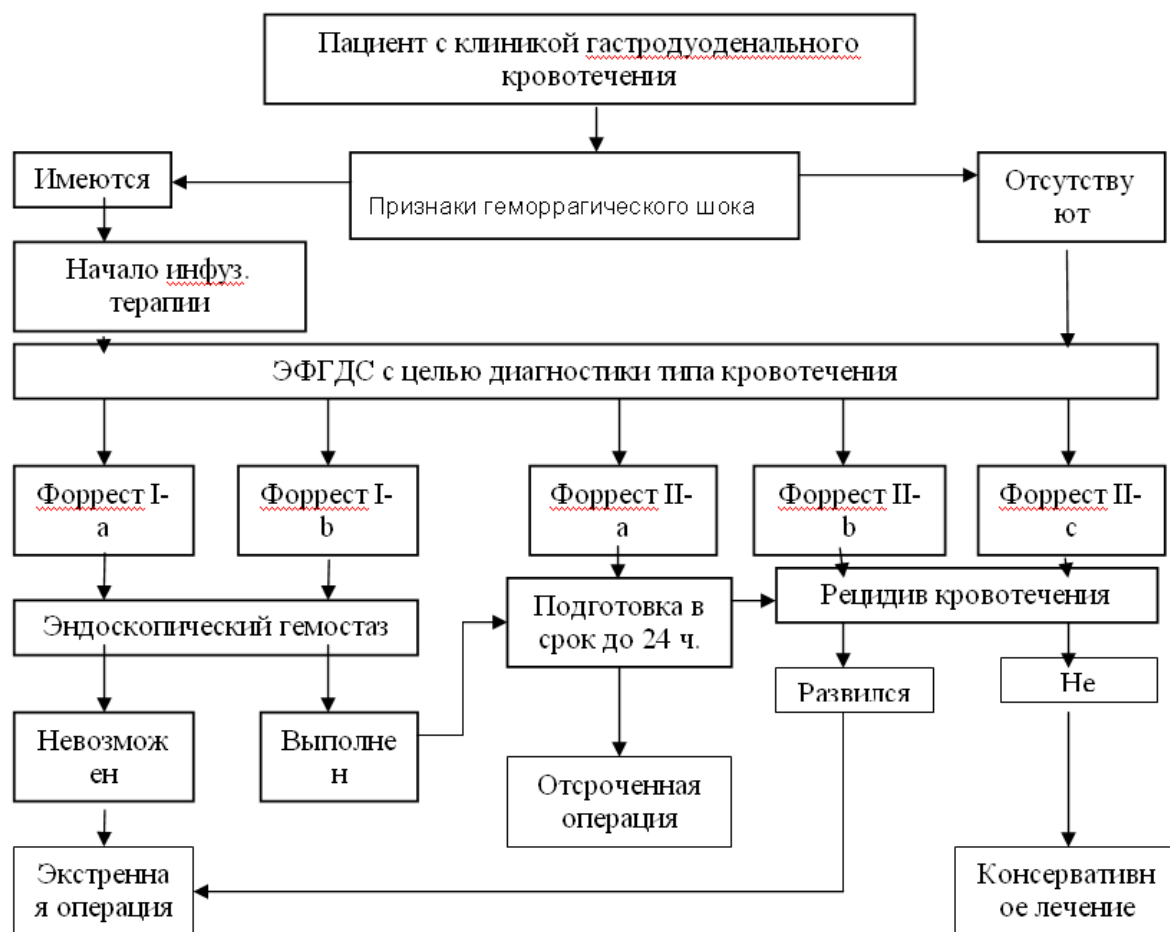 Пациент с клиникой гастродуоденального
кровотечения
Имеются
Признаки геморрагического шока
Отсутству
ют
Начало инфуз.
терапии
ЭФГДС с целью диагностики типа кровотечения
Форрест I-
a
Форрест I-
b
Форрест II-
a
Форрест II-
b
Форрест II-
c
Эндоскопический гемостаз
Подготовка в
срок до 24 ч.
Рецидив кровотечения
Развился
Не
Невозмож
ен
Выполне
н
Отсроченная
операция
Экстренна
я операция
Консервативн
ое лечение